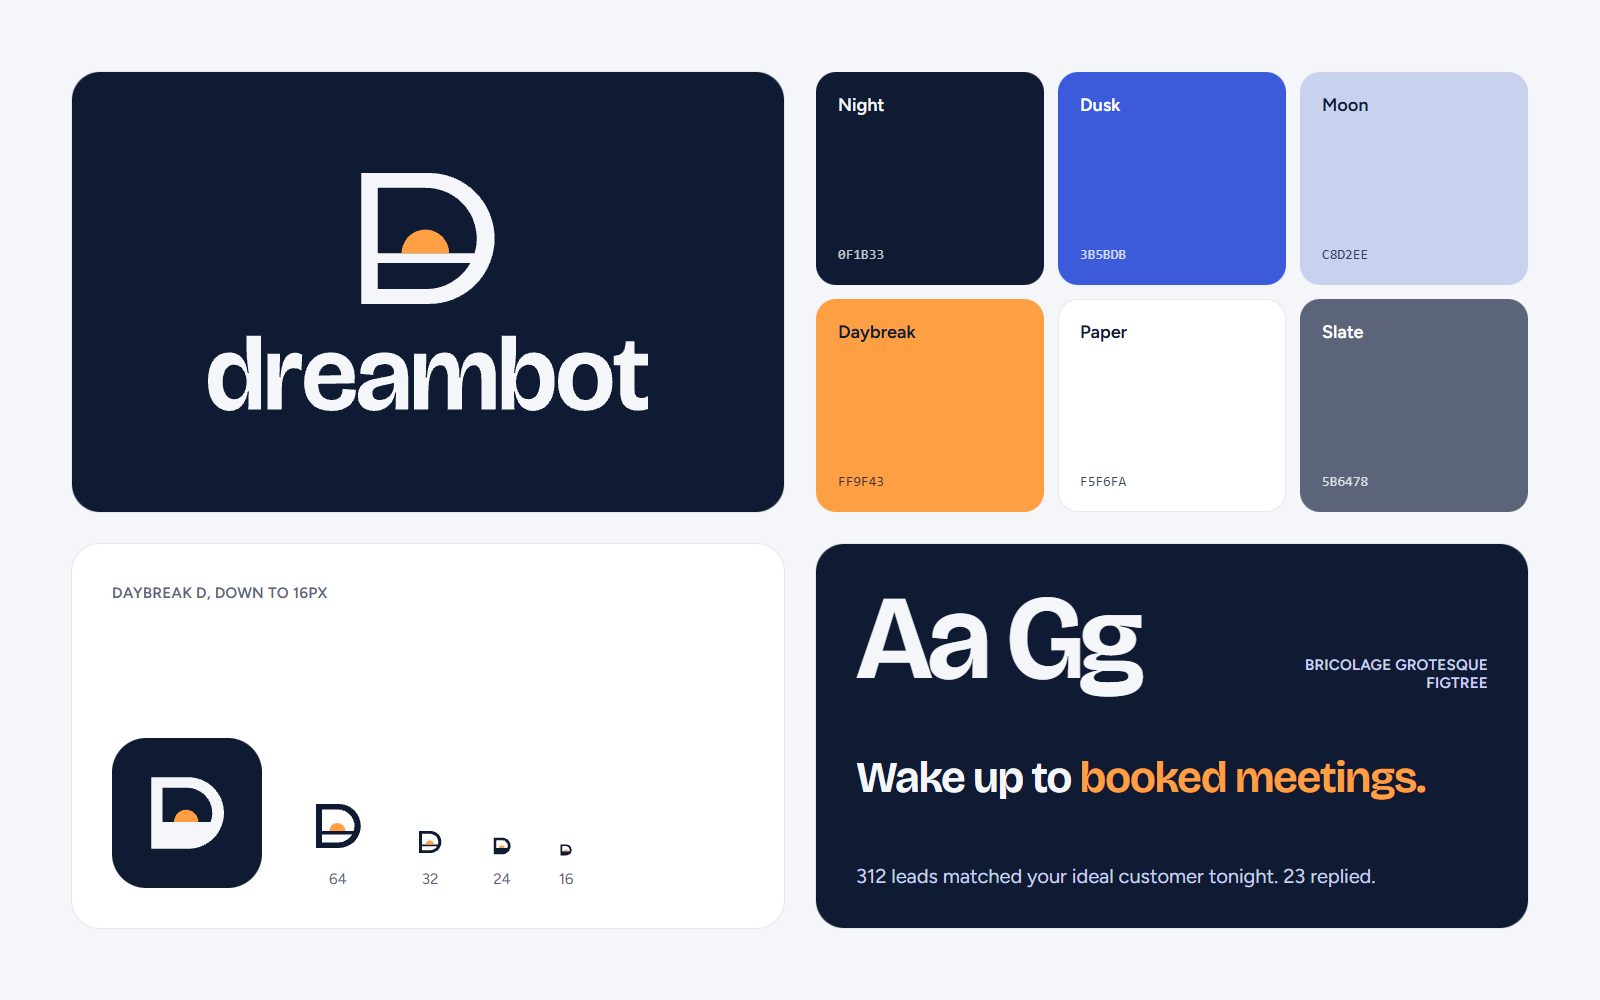 dreambot
Night
0F1B33
Dusk
3B5BDB
Moon
C8D2EE
Daybreak
FF9F43
Paper
F5F6FA
Slate
5B6478
DAYBREAK D, DOWN TO 16PX
64
32
24
16
Aa Gg
BRICOLAGE GROTESQUE
FIGTREE
Wake up to booked meetings.
312 leads matched your ideal customer tonight. 23 replied.